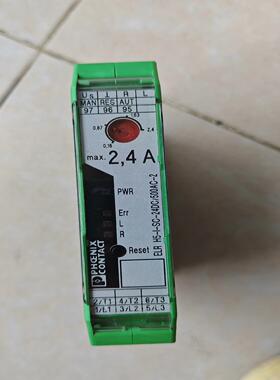 Us ⊥ R L
MAN REG AUT
97 96 95
1,63
0,87 2,4
0,18
max. 2,4 A
PWR
Err
L
R
Reset
PHOENIX
CONTACT
ELR H5-I-SC-24DC/500AC-2
2/T1 4/T2 6/T3
1/L1 3/L2 5/L3